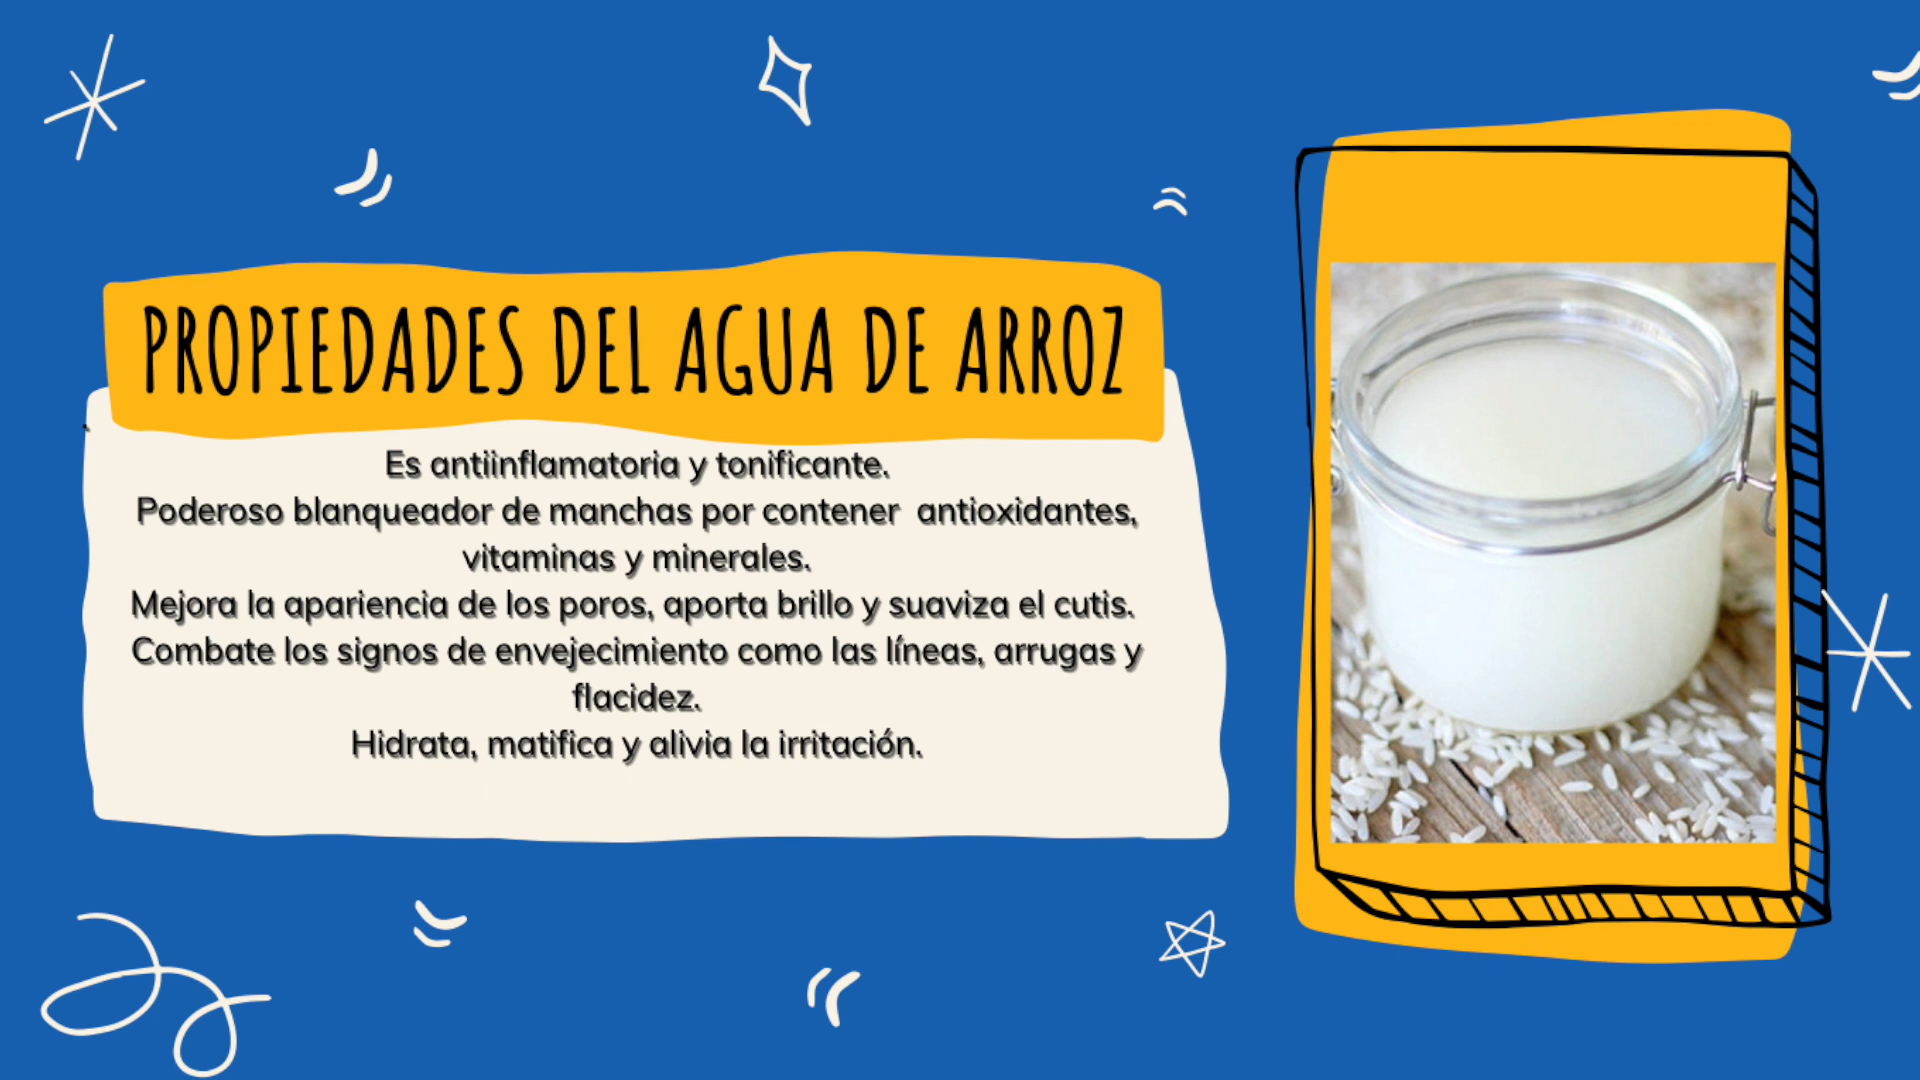 PROPIEDADES DEL AGUA DE ARROZ
Es antiinflamatoria y tonificante.
Poderoso blanqueador de manchas por contener  antioxidantes,
vitaminas y minerales.
Mejora la apariencia de los poros, aporta brillo y suaviza el cutis.
Combate los signos de envejecimiento como las líneas, arrugas y
flacidez.
Hidrata, matifica y alivia la irritación.